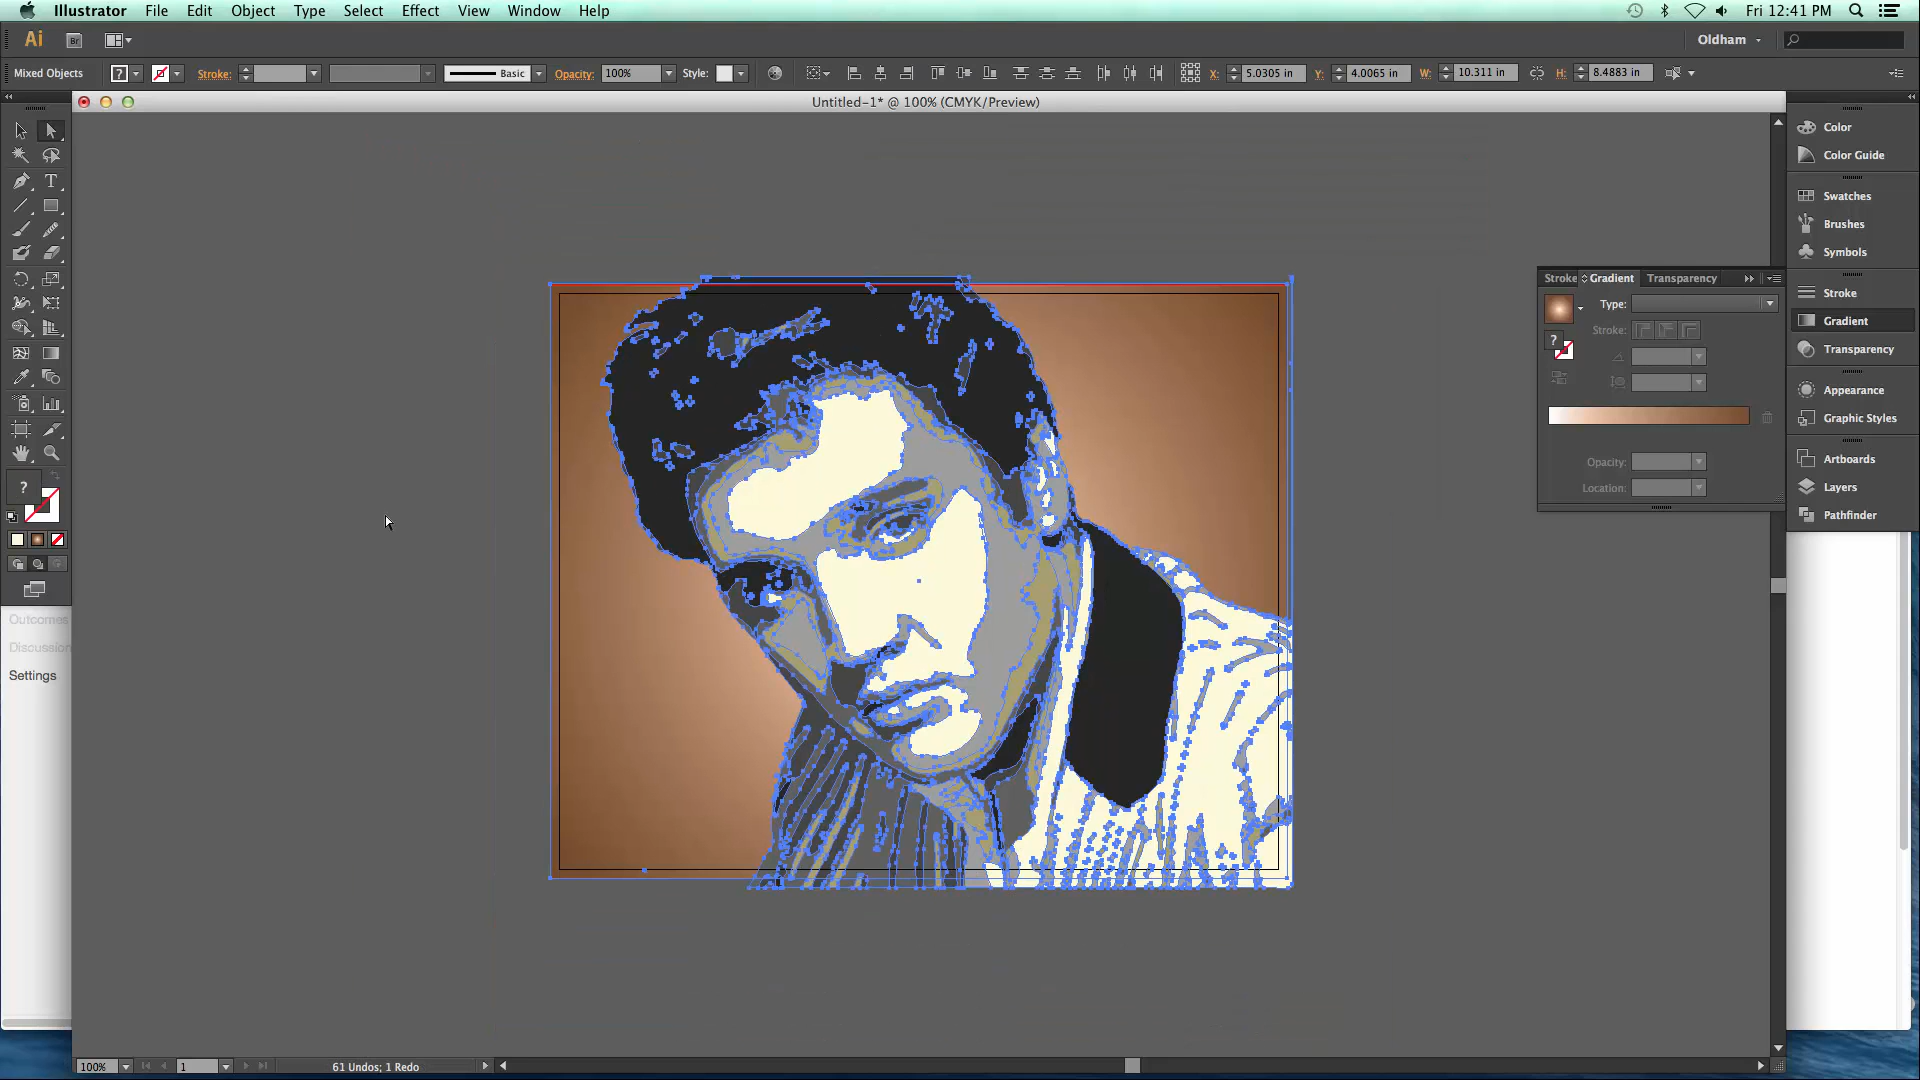 Illustrator File Edit Object Type Select Effect View Window Help Fri 12:41 PM
Ai Br Oldham
Mixed Objects ? Stroke: Basic Opacity: 100% Style: X: 5.0305 in Y: 4.0065 in W: 10.311 in H: 8.4883 in
Untitled-1* @ 100% (CMYK/Preview)
Color
Color Guide
Swatches
Brushes
Symbols
Stroke
Gradient
Transparency
Appearance
Graphic Styles
Artboards
Layers
Pathfinder
Stroke Gradient Transparency
Type:
Stroke:
?
Opacity:
Location:
T
?
Outcomes
Discussion
Settings
100% 1 61 Undos; 1 Redo